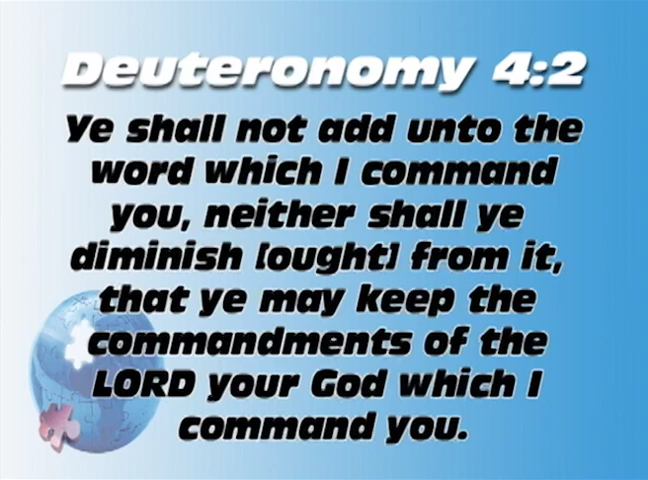 Deuteronomy 4:2
Ye shall not add unto the
word which I command
you, neither shall ye
diminish [ought] from it,
that ye may keep the
commandments of the
LORD your God which I
command you.